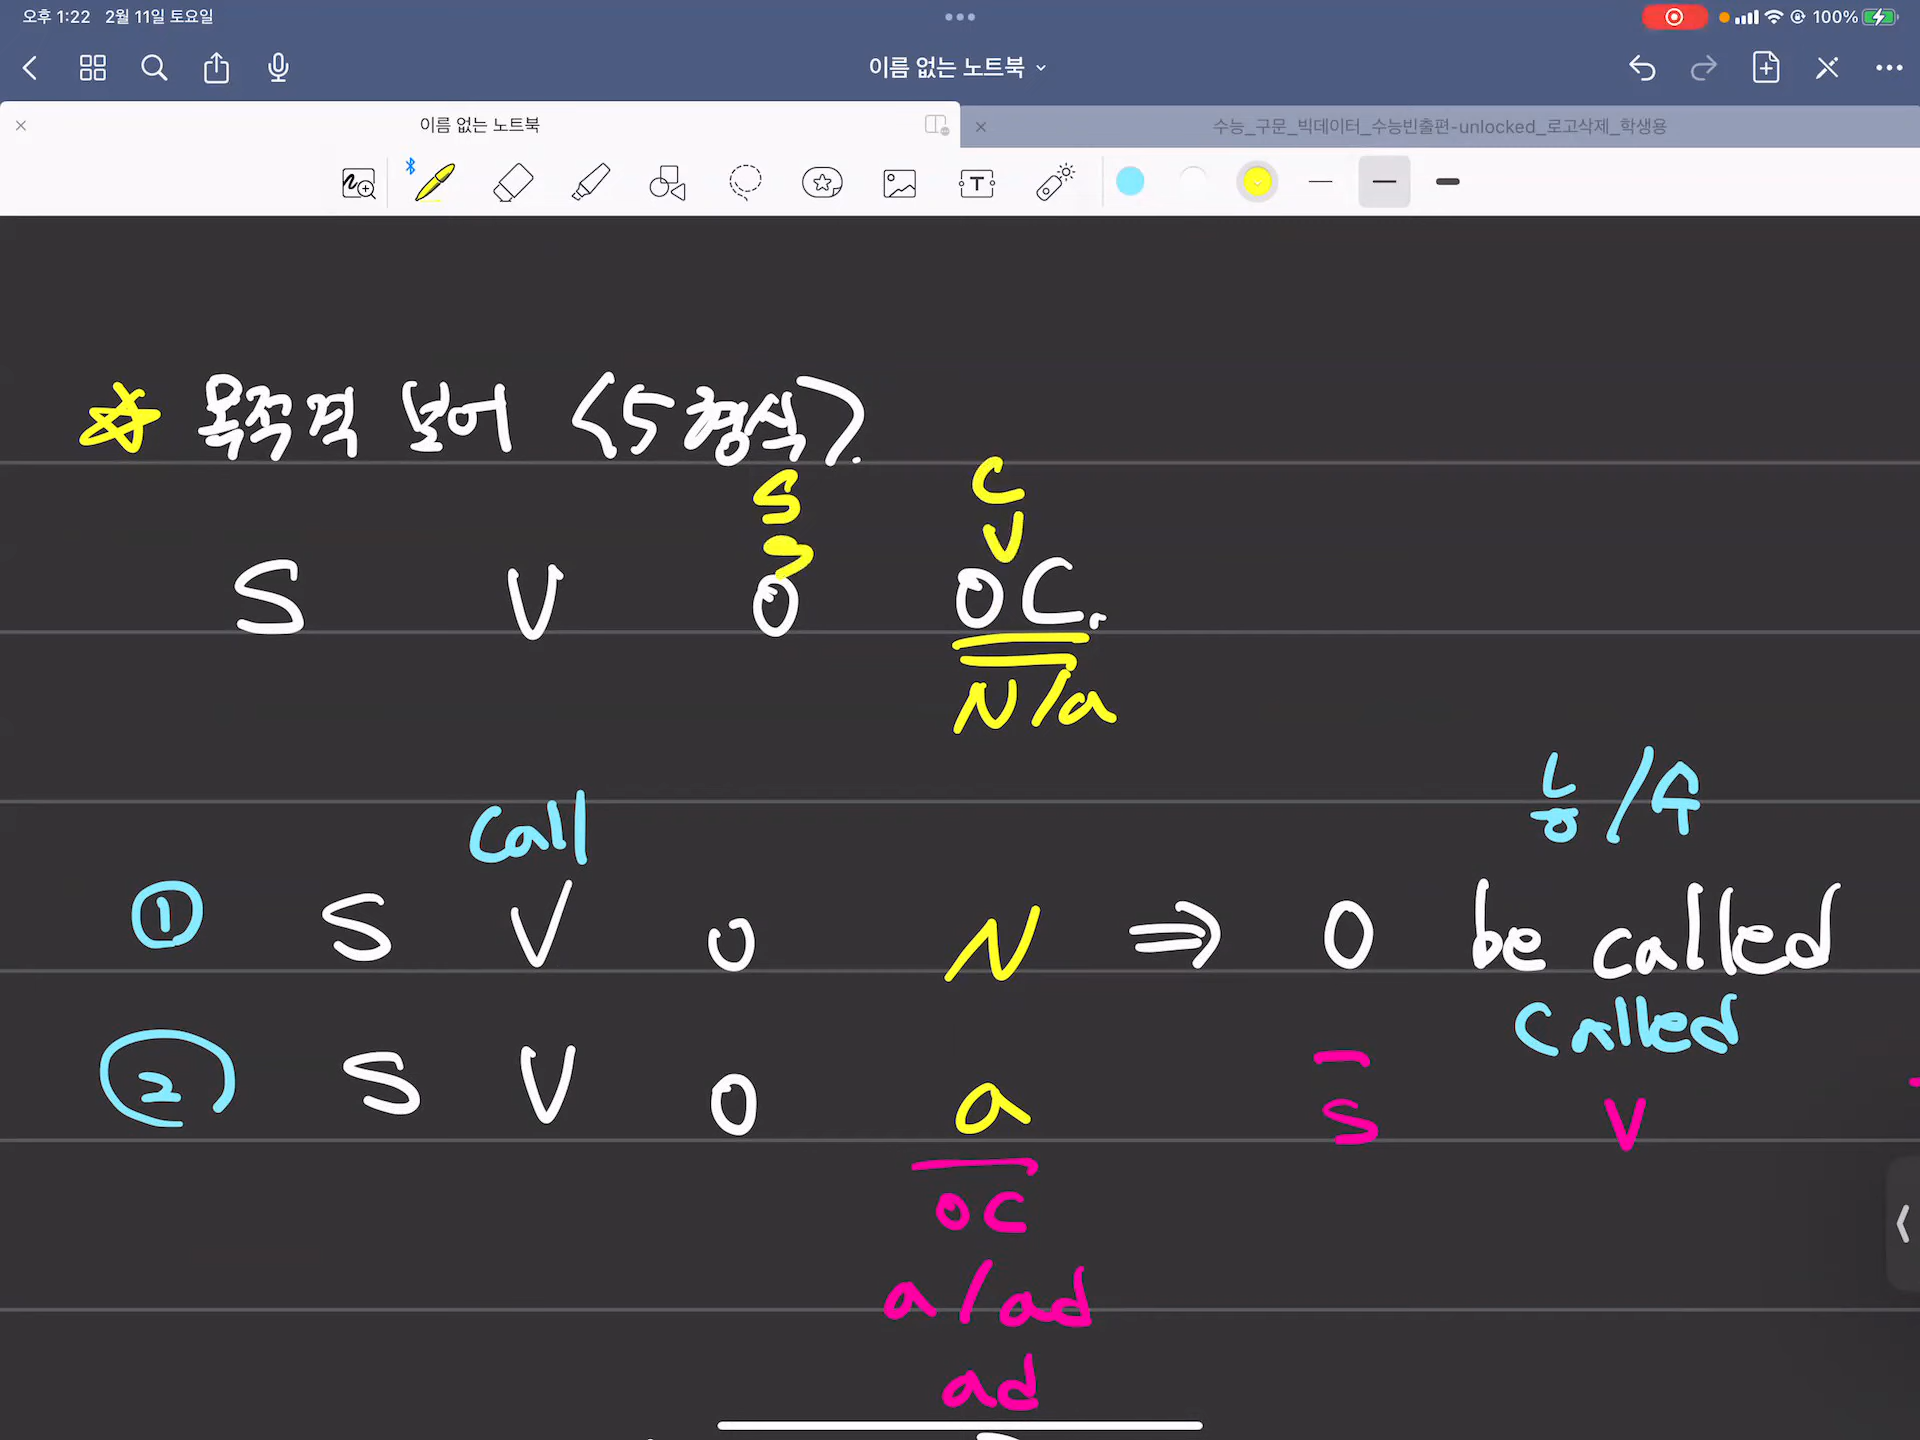 오후 1:22 2월 11일 토요일
100%
이름 없는 노트북
이름 없는 노트북
수능_구문_빅데이터_수능빈출편-unlocked_로고삭제_학생용
T
목적격 보어 <5형식>.
S C
V
S V O OC.
N/a
call 능/수
① S V O N ⇒ O be called
called
② S V O a S V
OC
a/ad
ad